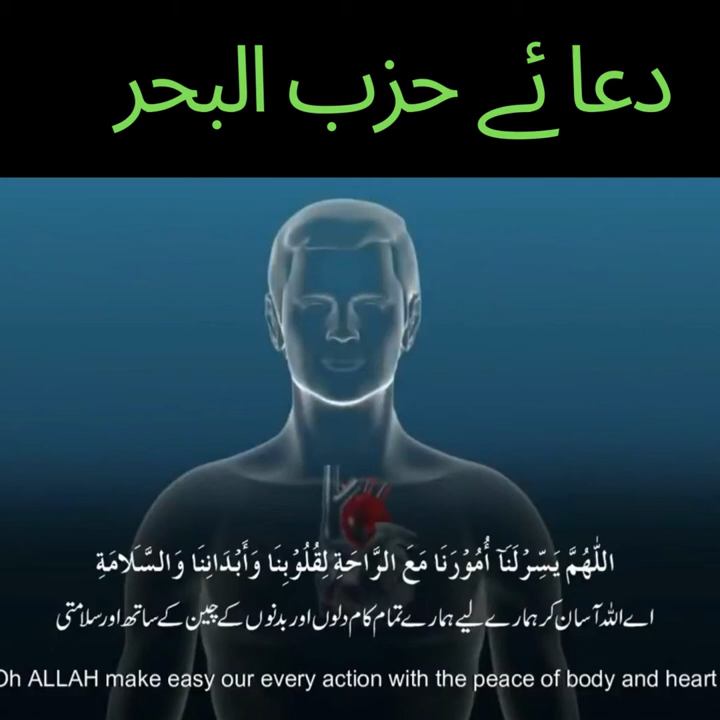 دعائے حزب البحر
اللّٰهُمَّ يَسِّرْلَنَآ أُمُوْرَنَا مَعَ الرَّاحَةِ لِقُلُوْبِنَا وَأَبْدَانِنَا وَالسَّلَامَةِ
اے اللہ آسان کر ہمارے لیے ہمارے تمام کام دلوں اور بدنوں کے چین کے ساتھ اور سلامتی
Oh ALLAH make easy our every action with the peace of body and heart